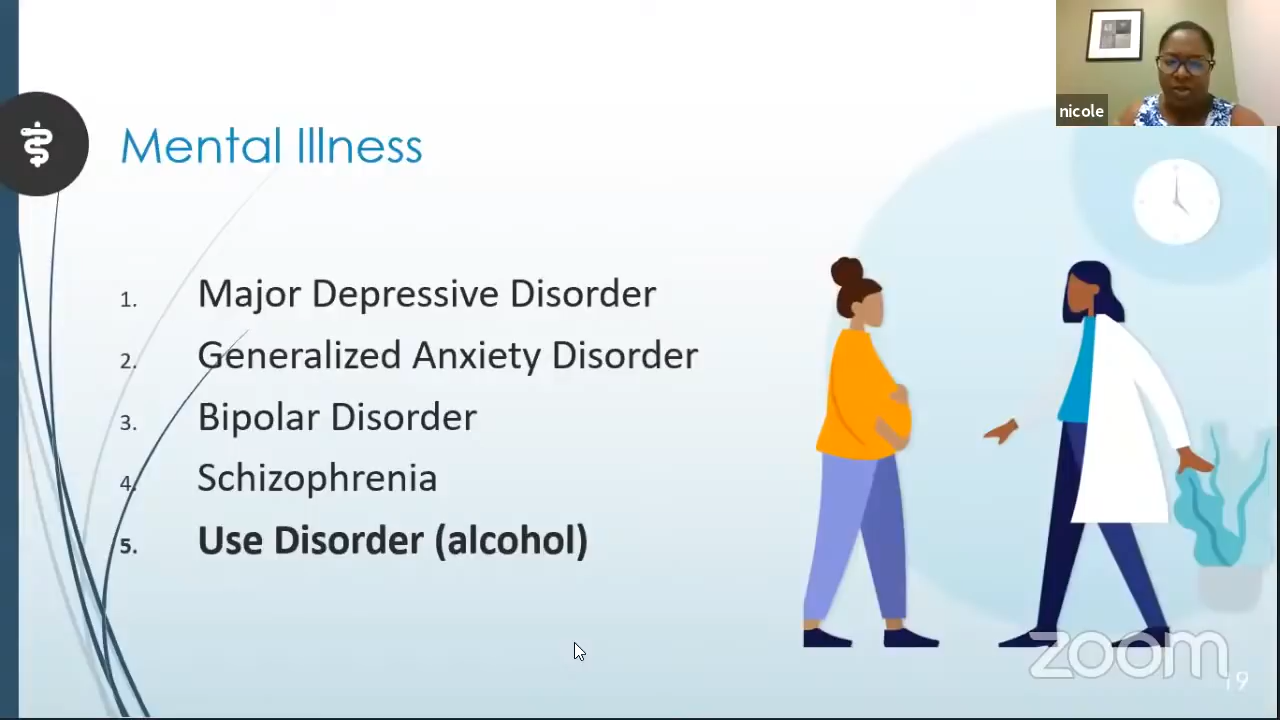 nicole
Mental Illness
1. Major Depressive Disorder
2. Generalized Anxiety Disorder
3. Bipolar Disorder
4. Schizophrenia
5. Use Disorder (alcohol)
zoom
19